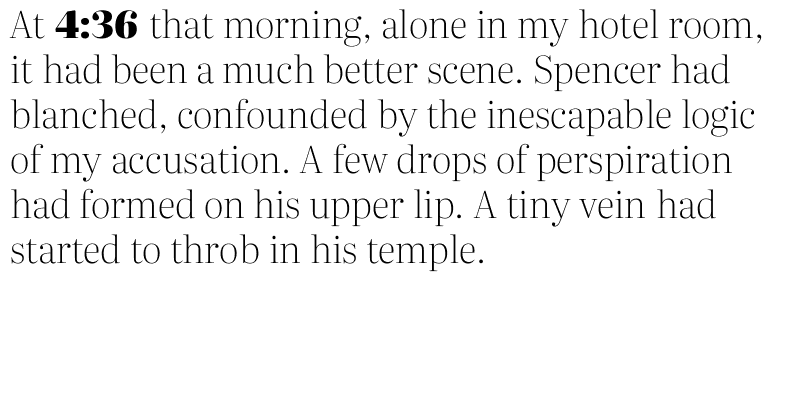 At 4:36 that morning, alone in my hotel room,
it had been a much better scene. Spencer had
blanched, confounded by the inescapable logic
of my accusation. A few drops of perspiration
had formed on his upper lip. A tiny vein had
started to throb in his temple.